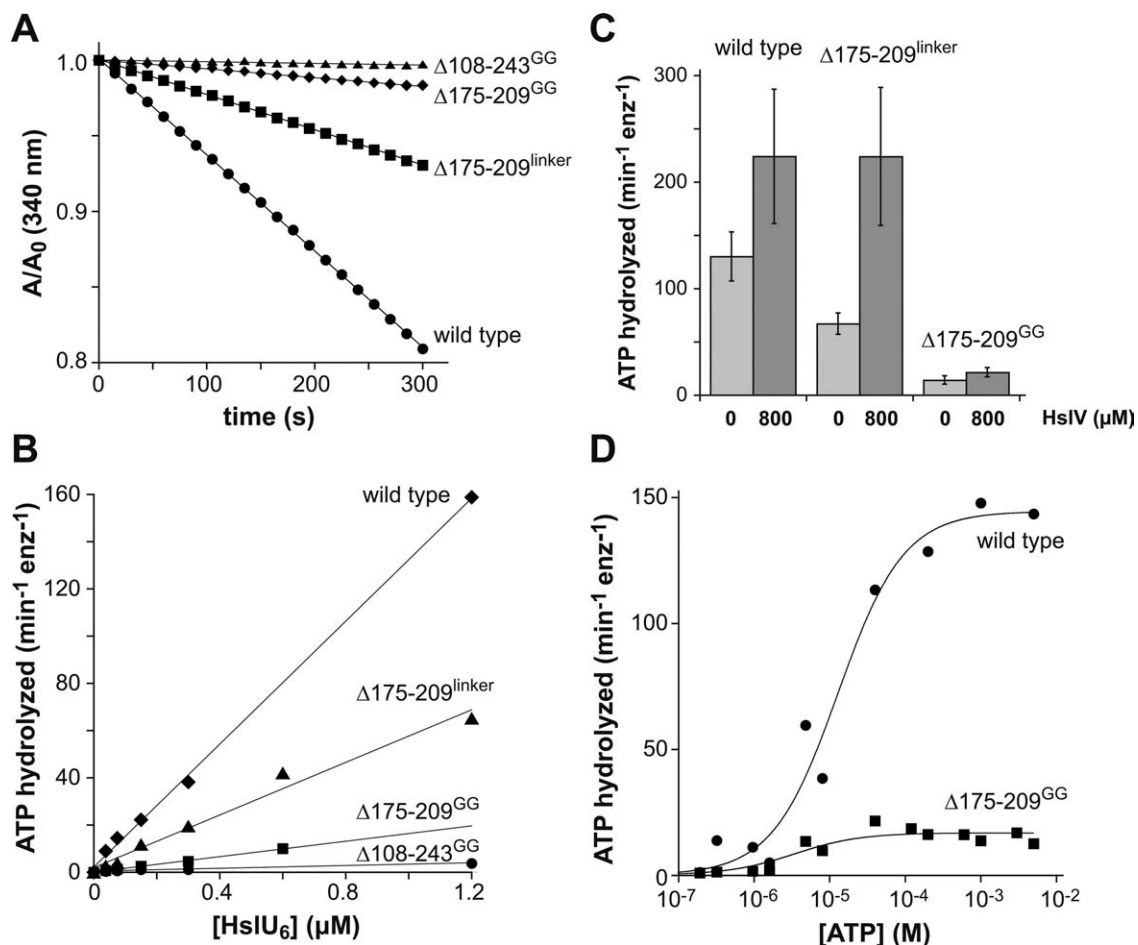 A
1.0
0.9
0.8
A/A₀ (340 nm)
0
100
200
300
time (s)
Δ108-243ᴳᴳ
Δ175-209ᴳᴳ
Δ175-209ˡⁱⁿᵏᵉʳ
wild type
C
wild type
Δ175-209ˡⁱⁿᵏᵉʳ
Δ175-209ᴳᴳ
300
200
100
0
ATP hydrolyzed (min⁻¹ enz⁻¹)
0 800 0 800 0 800 HslV (µM)
B
160
120
80
40
0
ATP hydrolyzed (min⁻¹ enz⁻¹)
wild type
Δ175-209ˡⁱⁿᵏᵉʳ
Δ175-209ᴳᴳ
Δ108-243ᴳᴳ
0 0.4 0.8 1.2
[HslU₆] (µM)
D
150
100
50
0
ATP hydrolyzed (min⁻¹ enz⁻¹)
wild type
Δ175-209ᴳᴳ
10⁻⁷ 10⁻⁶ 10⁻⁵ 10⁻⁴ 10⁻³ 10⁻²
[ATP] (M)